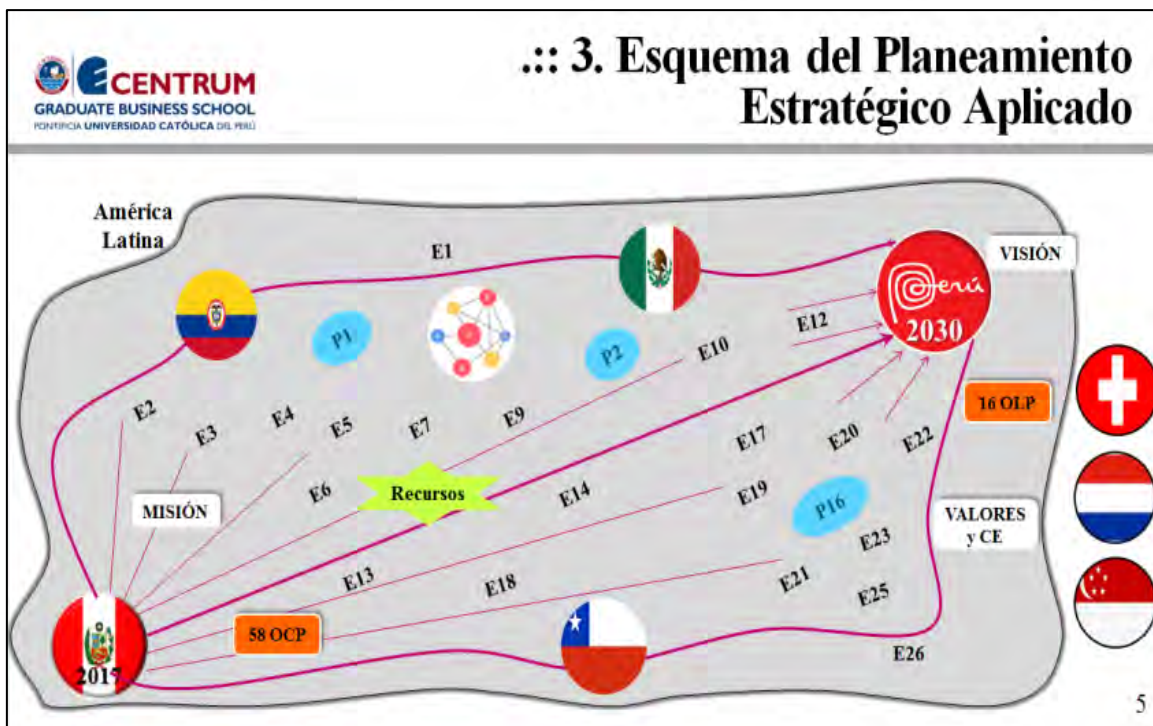 CENTRUM
GRADUATE BUSINESS SCHOOL
PONTIFICIA UNIVERSIDAD CATÓLICA DEL PERÚ
.:: 3. Esquema del Planeamiento
Estratégico Aplicado
América
Latina
E1
VISIÓN
Perú
2030
P1
P2
E12
E10
E2
E3
E4
E5
E7
E9
16 OLP
E17
E20
E22
MISIÓN
E6
Recursos
E14
E19
P16
VALORES
y CE
E23
E13
E18
E21
E25
58 OCP
2017
E26
5